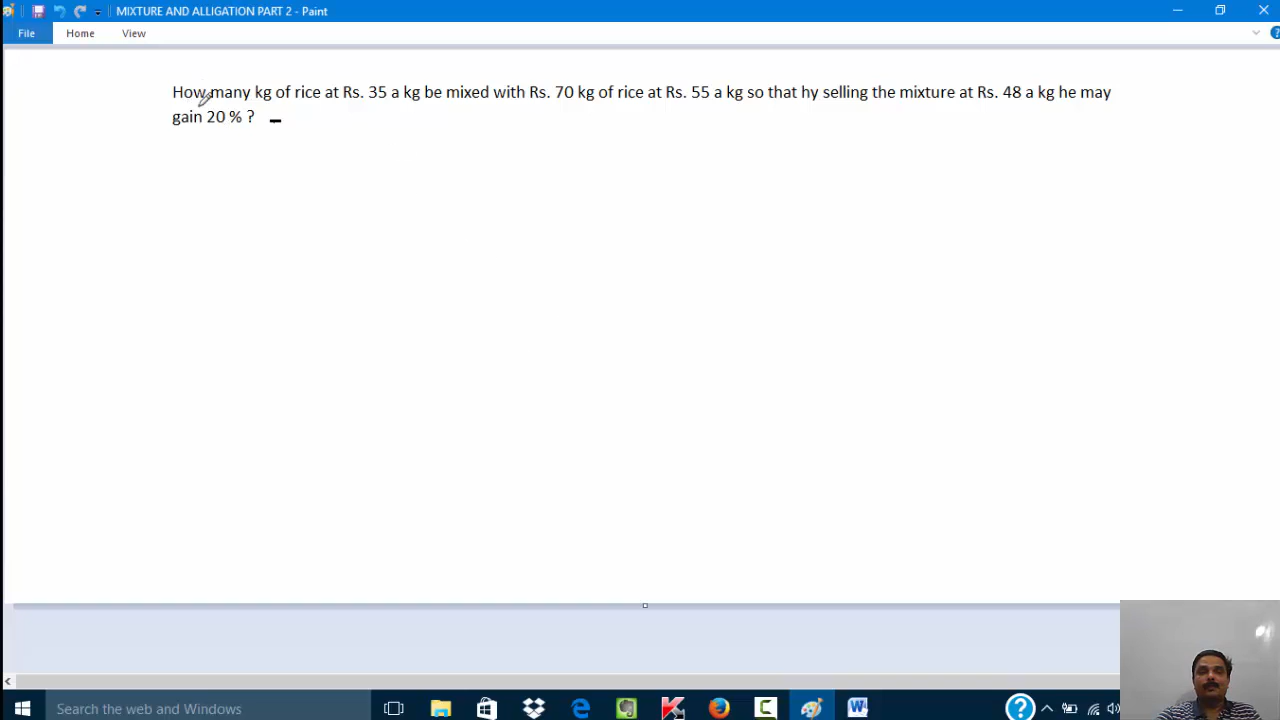 MIXTURE AND ALLIGATION PART 2 - Paint
File Home View
How many kg of rice at Rs. 35 a kg be mixed with Rs. 70 kg of rice at Rs. 55 a kg so that hy selling the mixture at Rs. 48 a kg he may
gain 20 % ?
Search the web and Windows